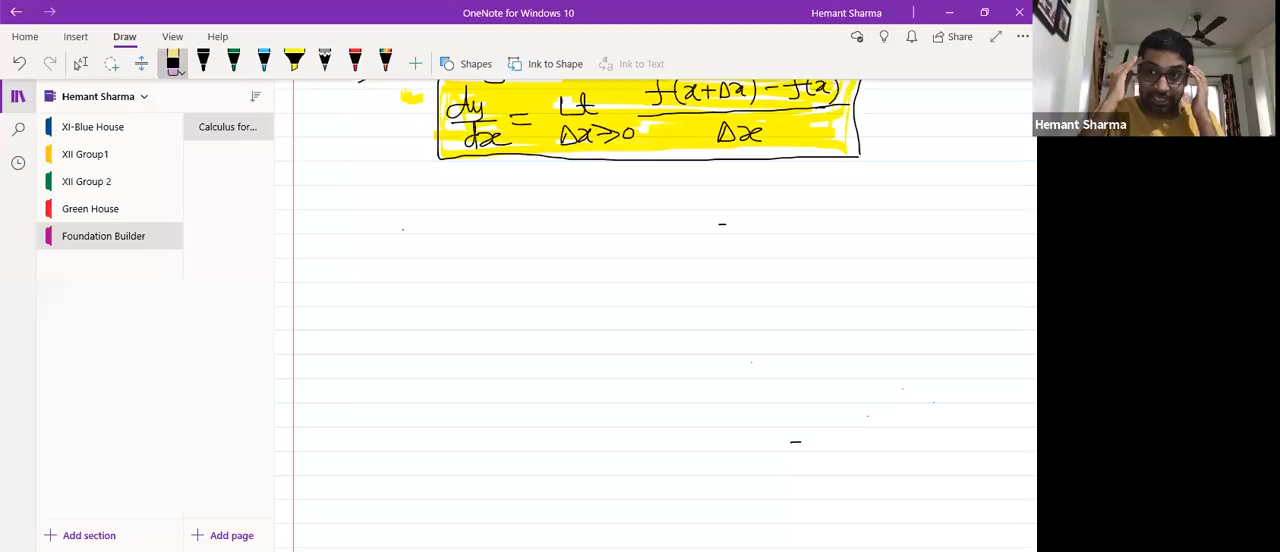 OneNote for Windows 10
Hemant Sharma
Home Insert Draw View Help
Share
Shapes Ink to Shape Ink to Text
Hemant Sharma
XI-Blue House
XII Group1
XII Group 2
Green House
Foundation Builder
Calculus for...
Add section
Add page
dy/dx = Lt Δx→0 f(x+Δx) - f(x) / Δx
Hemant Sharma